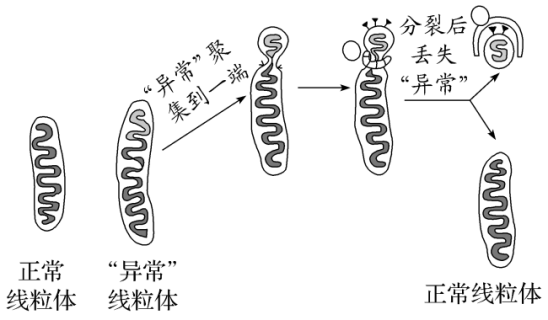 “异常”聚
集到一端
分裂后
丢失
“异常”
正常
线粒体
“异常”
线粒体
正常线粒体